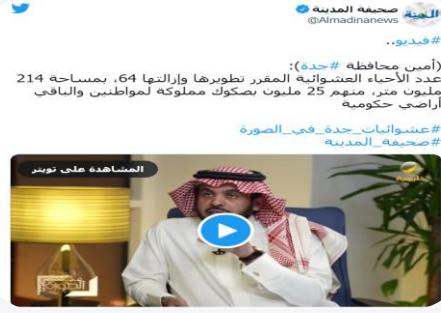 صحيفة المدينة
@Almadinanews
#فيديو..
(أمين محافظة #جدة):
عدد الأحياء العشوائية المقرر تطويرها وإزالتها 64، بمساحة 214
مليون متر، منهم 25 مليون بصكوك مملوكة لمواطنين والباقي
أراضي حكومية
#عشوائيات_جدة_في_الصورة
#صحيفة_المدينة
المشاهدة على تويتر
الصورة